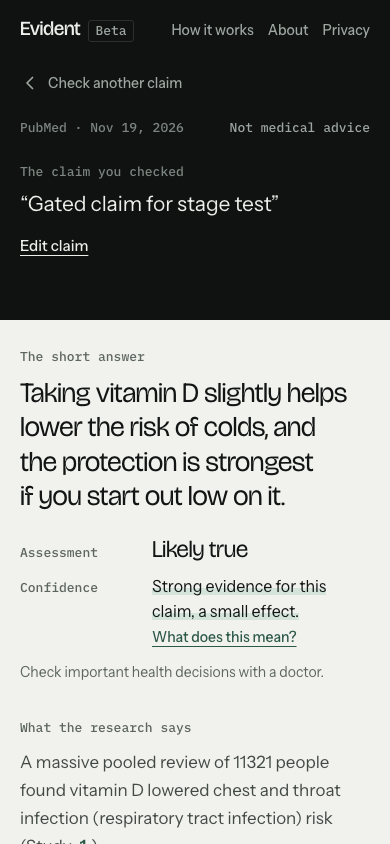 Evident Beta How it works About Privacy
Check another claim
PubMed · Nov 19, 2026 Not medical advice
The claim you checked
“Gated claim for stage test”
Edit claim
The short answer
Taking vitamin D slightly helps
lower the risk of colds, and
the protection is strongest
if you start out low on it.
Assessment Likely true
Confidence Strong evidence for this
claim, a small effect.
What does this mean?
Check important health decisions with a doctor.
What the research says
A massive pooled review of 11321 people
found vitamin D lowered chest and throat
infection (respiratory tract infection) risk
(Study 1).